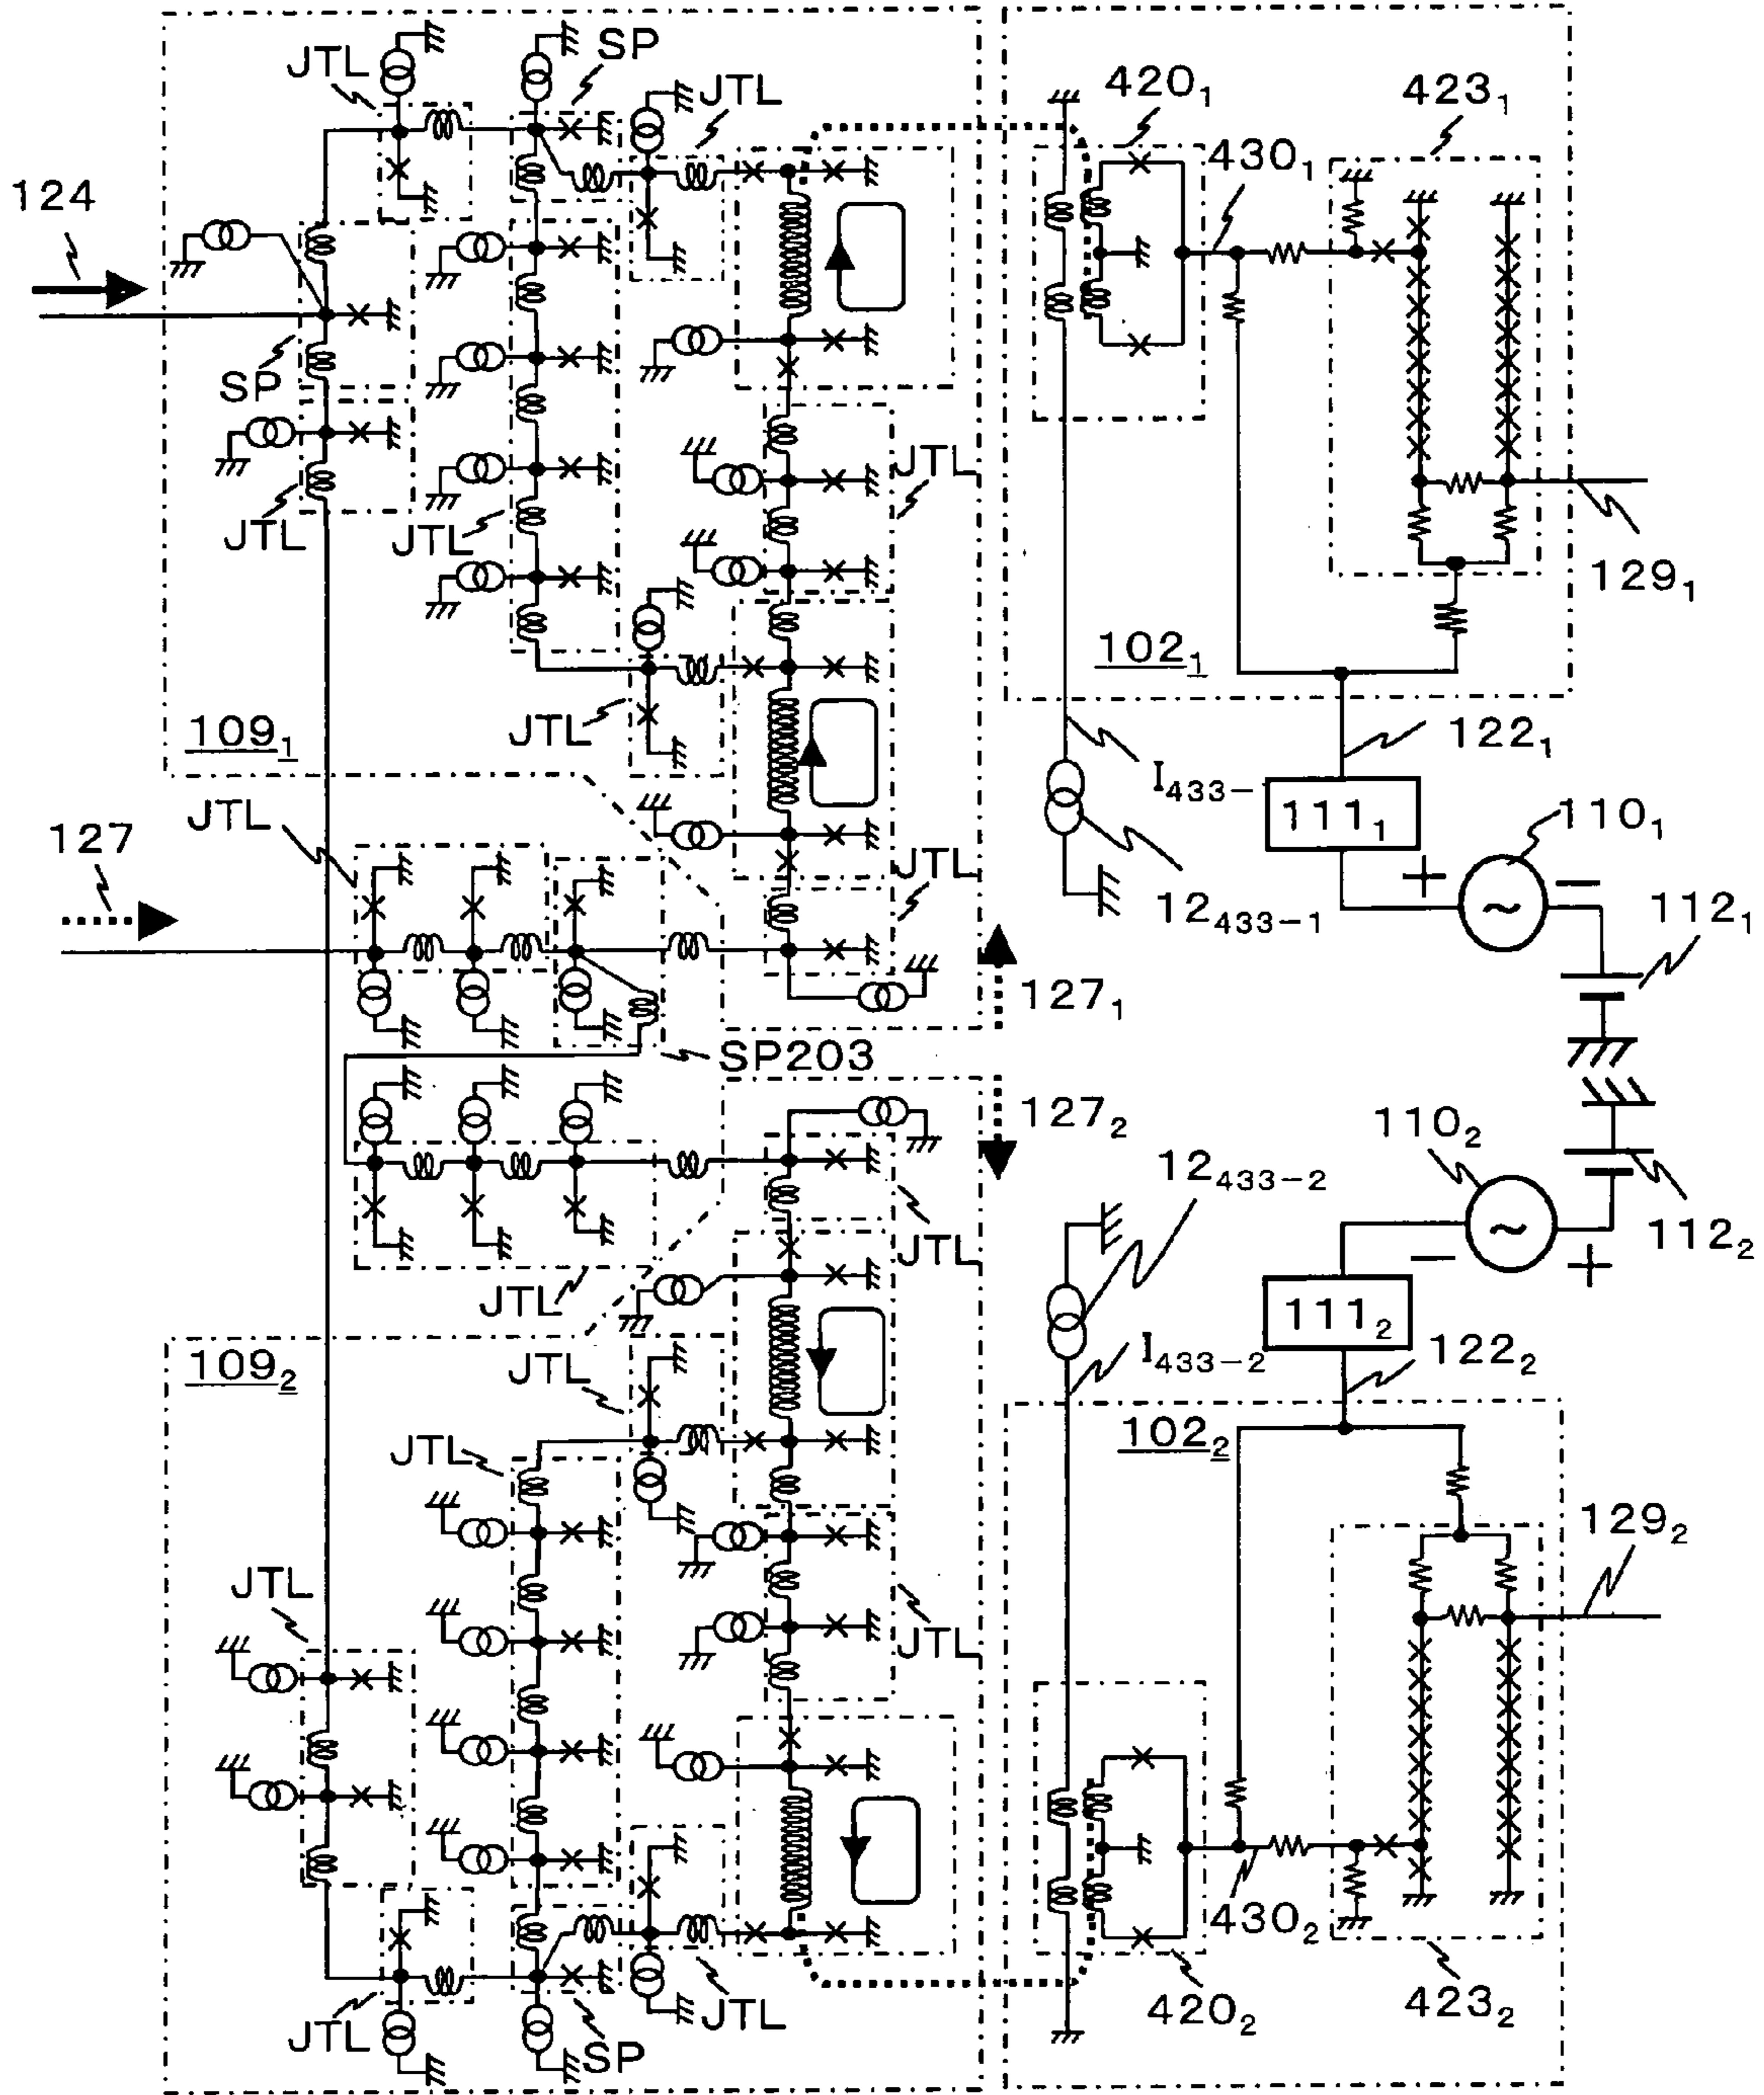 SP
JTL
JTL
420₁
423₁
430₁
124
SP
JTL
JTL
JTL
129₁
102₁
JTL
109₁
122₁
I₄₃₃₋₁
JTL
111₁
110₁
127
+
−
JTL
12₄₃₃₋₁
112₁
~
127₁
SP203
127₂
110₂
12₄₃₃₋₂
~
112₂
JTL
−
+
JTL
111₂
109₂
I₄₃₃₋₂
122₂
JTL
102₂
JTL
129₂
JTL
JTL
430₂
JTL
420₂
423₂
JTL
SP